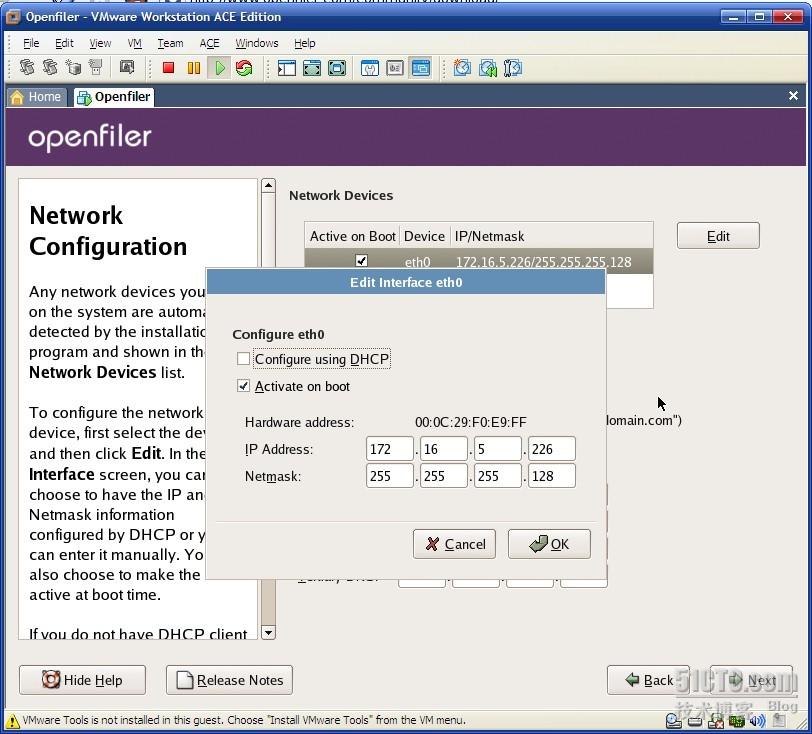 Openfiler - VMware Workstation ACE Edition
File Edit View VM Team ACE Windows Help
Home Openfiler
openfiler
Network Configuration
Any network devices you
on the system are automa
detected by the installatio
program and shown in the
Network Devices list.
To configure the network
device, first select the dev
and then click Edit. In the
Interface screen, you can
choose to have the IP and
Netmask information
configured by DHCP or y
can enter it manually. Yo
also choose to make the
active at boot time.
If you do not have DHCP client
Network Devices
Active on Boot Device IP/Netmask
eth0 172.16.5.226/255.255.255.128
Edit
Edit Interface eth0
Configure eth0
Configure using DHCP
Activate on boot
Hardware address: 00:0C:29:F0:E9:FF
IP Address: 172 . 16 . 5 . 226
Netmask: 255 . 255 . 255 . 128
Cancel OK
omain.com")
Hide Help Release Notes Back Next
51CTO.com
技术博客 Blog
VMware Tools is not installed in this guest. Choose "Install VMware Tools" from the VM menu.